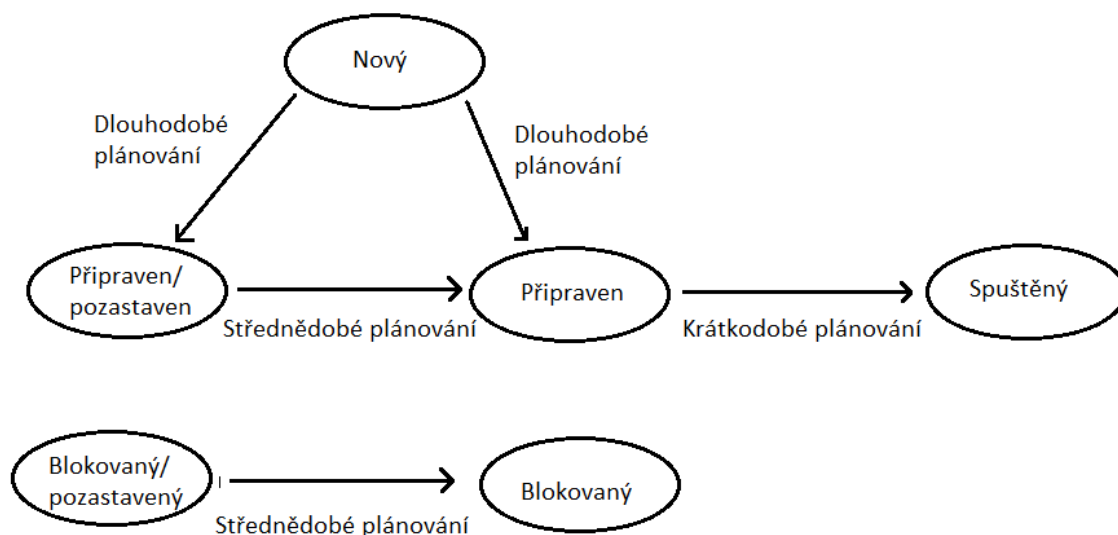 Nový
Dlouhodobé
plánování
Dlouhodobé
plánování
Připraven/
pozastaven
Připraven
Spuštěný
Střednědobé plánování
Krátkodobé plánování
Blokovaný/
pozastavený
Blokovaný
Střednědobé plánování